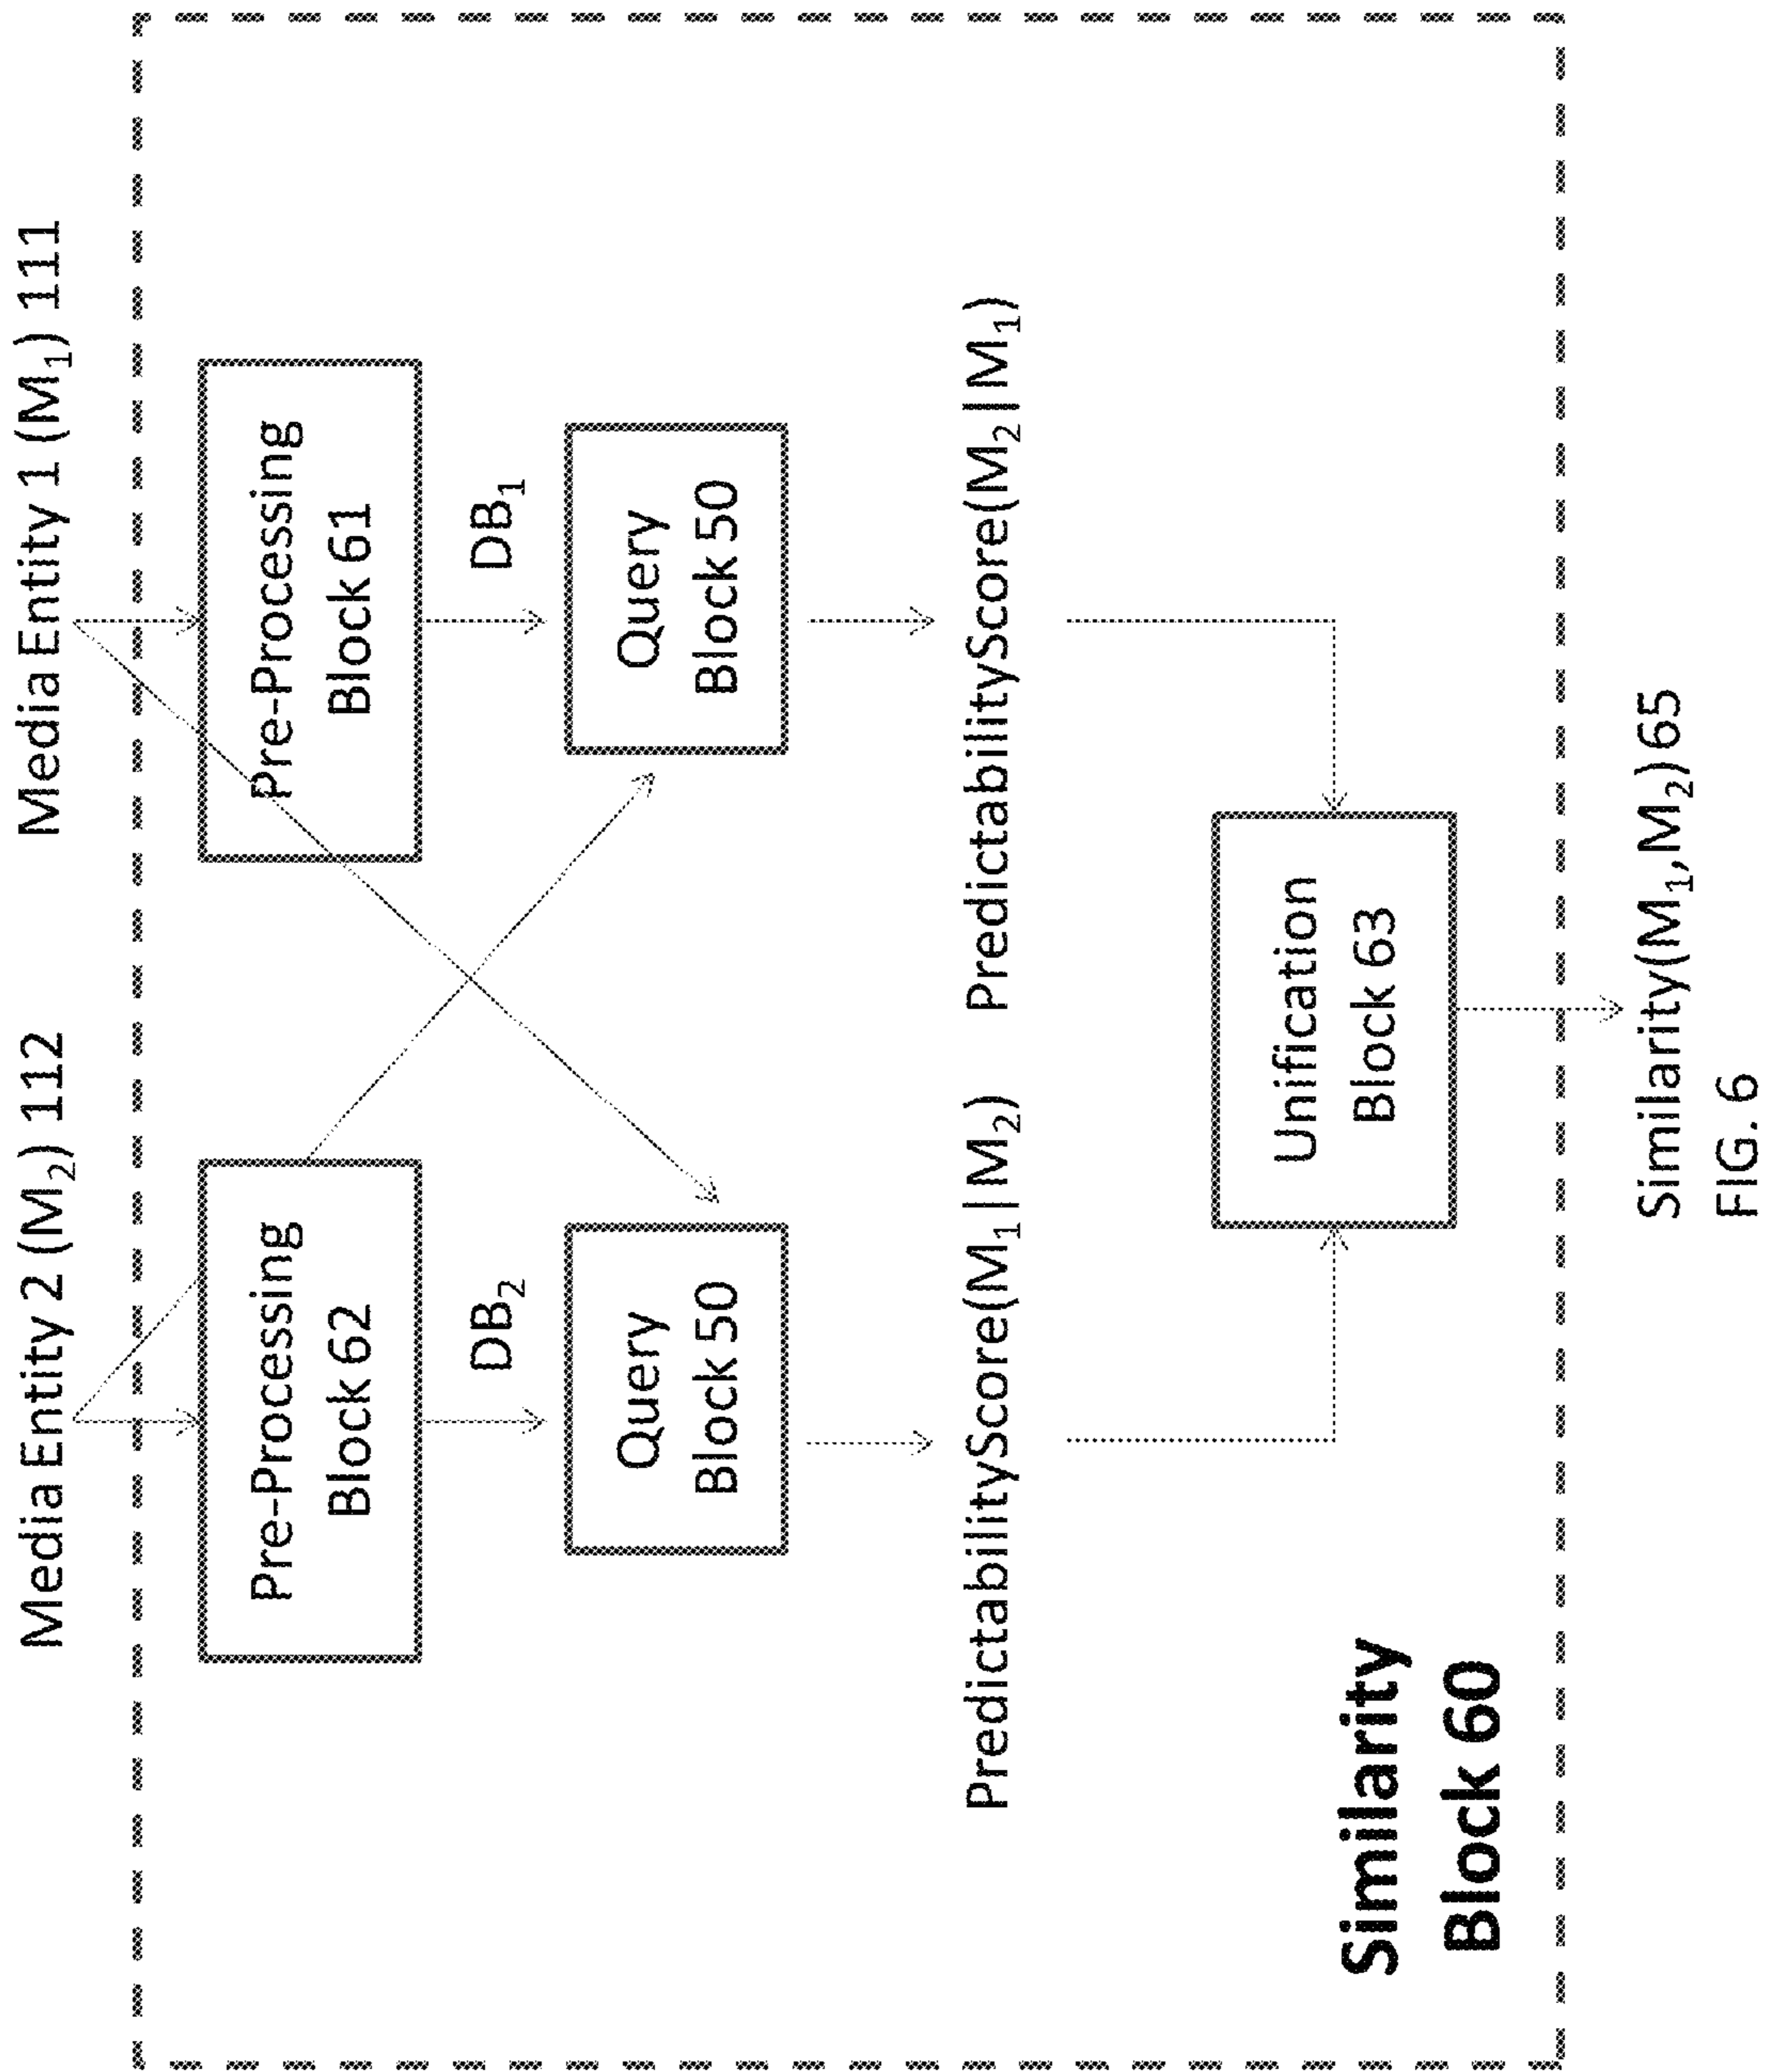 Media Entity 2 (M₂) 112
Media Entity 1 (M₁) 111
Pre-Processing
Block 62
Pre-Processing
Block 61
DB₂
DB₁
Query
Block 50
Query
Block 50
PredictabilityScore(M₁|M₂)
PredictabilityScore(M₂|M₁)
Unification
Block 63
Similarity
Block 60
Similarity(M₁,M₂) 65
FIG. 6